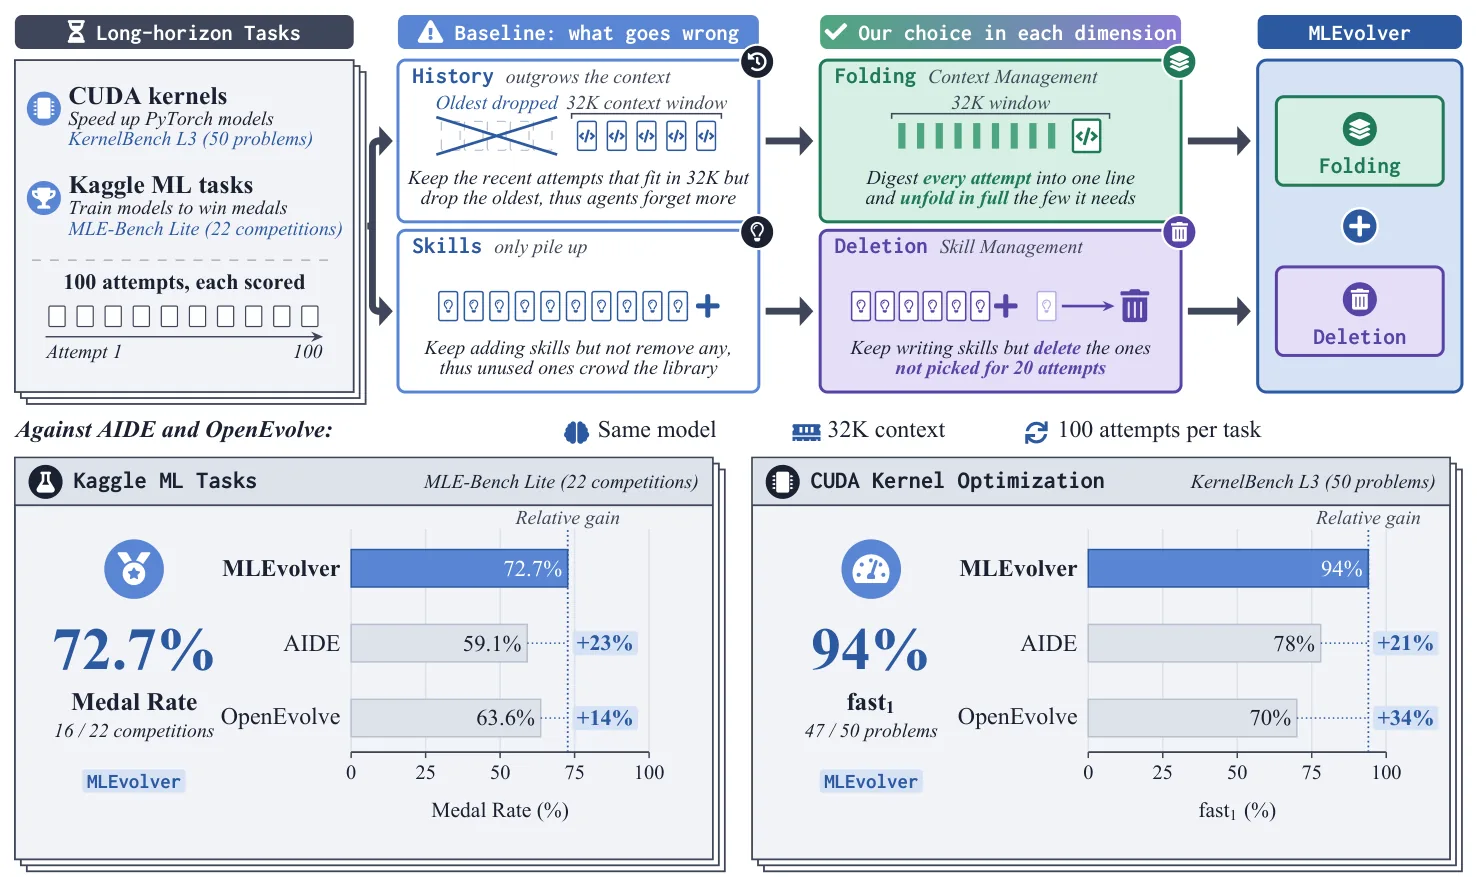 Long-horizon Tasks
CUDA kernels
Speed up PyTorch models
KernelBench L3 (50 problems)
Kaggle ML tasks
Train models to win medals
MLE-Bench Lite (22 competitions)
100 attempts, each scored
Attempt 1
100
Baseline: what goes wrong
History outgrows the context
Oldest dropped 32K context window
Keep the recent attempts that fit in 32K but
drop the oldest, thus agents forget more
Skills only pile up
Keep adding skills but not remove any,
thus unused ones crowd the library
Our choice in each dimension
Folding Context Management
32K window
Digest every attempt into one line
and unfold in full the few it needs
Deletion Skill Management
Keep writing skills but delete the ones
not picked for 20 attempts
MLEvolver
Folding
Deletion
Against AIDE and OpenEvolve:
Same model
32K context
100 attempts per task
Kaggle ML Tasks
MLE-Bench Lite (22 competitions)
Relative gain
72.7%
Medal Rate
16 / 22 competitions
MLEvolver
MLEvolver
72.7%
AIDE
59.1%
+23%
OpenEvolve
63.6%
+14%
0 25 50 75 100
Medal Rate (%)
CUDA Kernel Optimization
KernelBench L3 (50 problems)
Relative gain
94%
fast₁
47 / 50 problems
MLEvolver
MLEvolver
94%
AIDE
78%
+21%
OpenEvolve
70%
+34%
0 25 50 75 100
fast₁ (%)